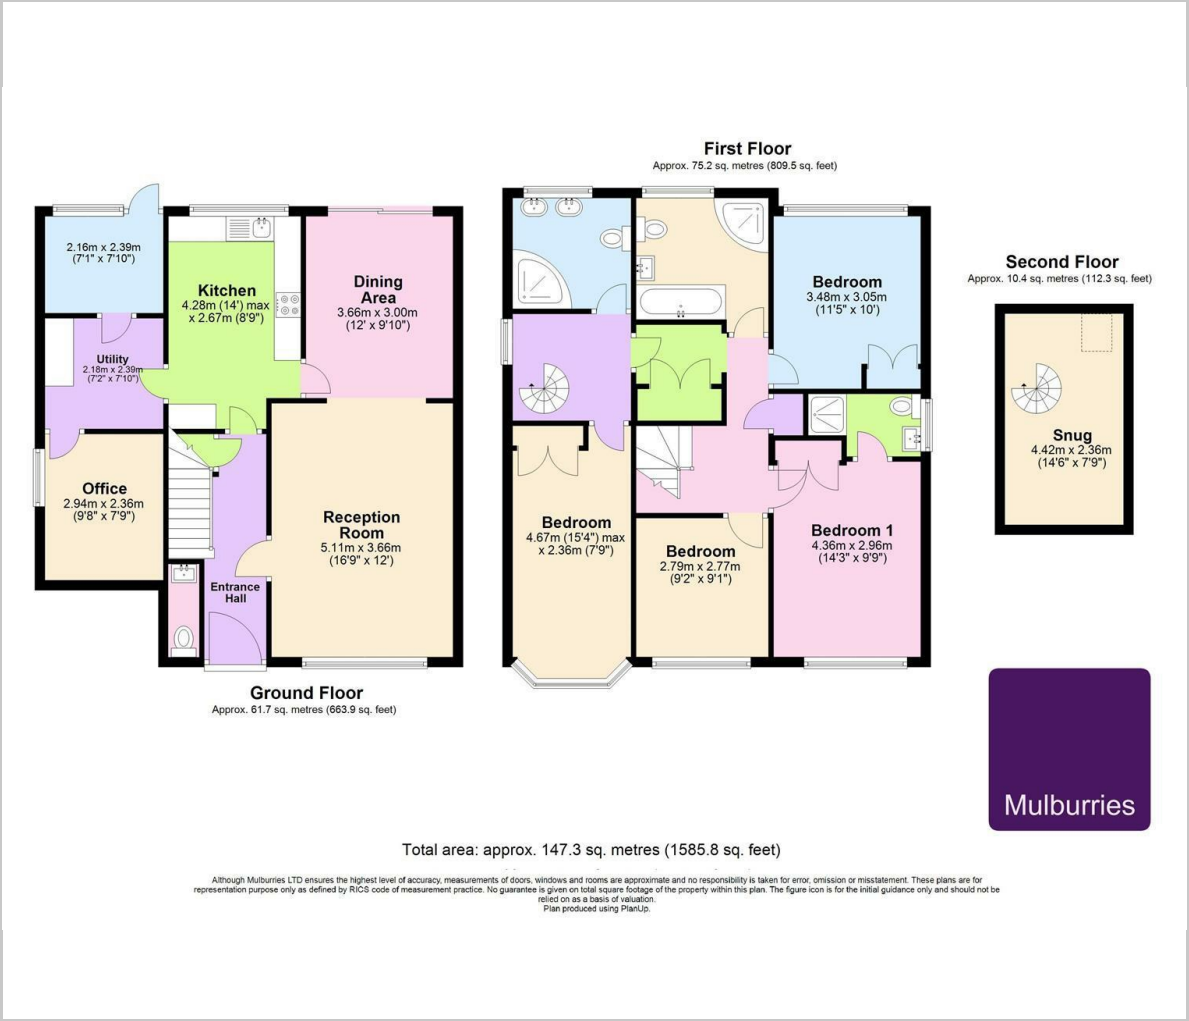 First Floor
Approx. 75.2 sq. metres (809.5 sq. feet)
2.16m x 2.39m
(7'1" x 7'10")
Kitchen
4.28m (14') max
x 2.67m (8'9")
Dining
Area
3.66m x 3.00m
(12' x 9'10")
Utility
2.18m x 2.39m
(7'2" x 7'10")
Office
2.94m x 2.36m
(9'8" x 7'9")
Reception
Room
5.11m x 3.66m
(16'9" x 12')
Entrance
Hall
Ground Floor
Approx. 61.7 sq. metres (663.9 sq. feet)
Bedroom
3.48m x 3.05m
(11'5" x 10')
Bedroom
4.67m (15'4") max
x 2.36m (7'9")
Bedroom
2.79m x 2.77m
(9'2" x 9'1")
Bedroom 1
4.36m x 2.96m
(14'3" x 9'9")
Second Floor
Approx. 10.4 sq. metres (112.3 sq. feet)
Snug
4.42m x 2.36m
(14'6" x 7'9")
Mulburries
Total area: approx. 147.3 sq. metres (1585.8 sq. feet)
Although Mulburries LTD ensures the highest level of accuracy, measurements of doors, windows and rooms are approximate and no responsibility is taken for error, omission or misstatement. These plans are for
representation purpose only as defined by RICS code of measurement practice. No guarantee is given on total square footage of the property within this plan. The figure icon is for the initial guidance only and should not be
relied on as a basis of valuation.
Plan produced using PlanUp.